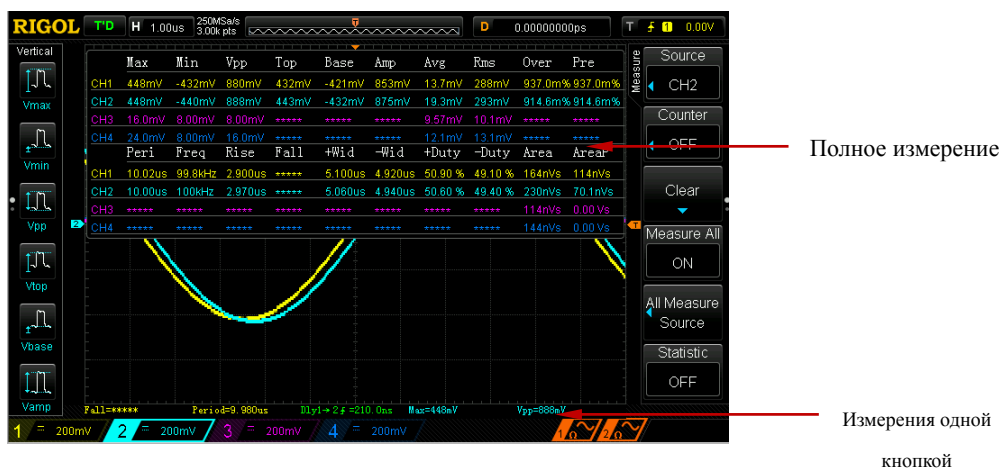 RIGOL T'D H 1.00us 250MSa/s 3.00k pts D 0.00000000ps T 1 0.00V
Vertical
Vmax
Vmin
Vpp
Vtop
Vbase
Vamp
Max Min Vpp Top Base Amp Avg Rms Over Pre
CH1 448mV -432mV 880mV 432mV -421mV 853mV 13.7mV 288mV 937.0m% 937.0m%
CH2 448mV -440mV 888mV 443mV -432mV 875mV 19.3mV 293mV 914.6m% 914.6m%
CH3 16.0mV 8.00mV 8.00mV ***** ***** ***** 9.57mV 10.1mV ***** *****
CH4 24.0mV 8.00mV 16.0mV ***** ***** ***** 12.1mV 13.1mV ***** *****
Peri Freq Rise Fall +Wid -Wid +Duty -Duty Area Area
CH1 10.02us 99.8kHz 2.900us ***** 5.100us 4.920us 50.90 % 49.10 % 164nVs 114nVs
CH2 10.00us 100kHz 2.970us ***** 5.060us 4.940us 50.60 % 49.40 % 230nVs 70.1nVs
CH3 ***** ***** ***** ***** ***** ***** ***** ***** 114nVs 0.00 Vs
CH4 ***** ***** ***** ***** ***** ***** ***** ***** 144nVs 0.00 Vs
2
T
Fall=***** Period=9.980us Dly1→2 =210.0ns Max=448mV Vpp=888mV
1 = 200mV 2 = 200mV 3 = 200mV 4 = 200mV 1 Ω 2 Ω
Measure
Source
CH2
Counter
OFF
Clear
Measure All
ON
All Measure
Source
Statistic
OFF
Полное измерение
Измерения одной
кнопкой